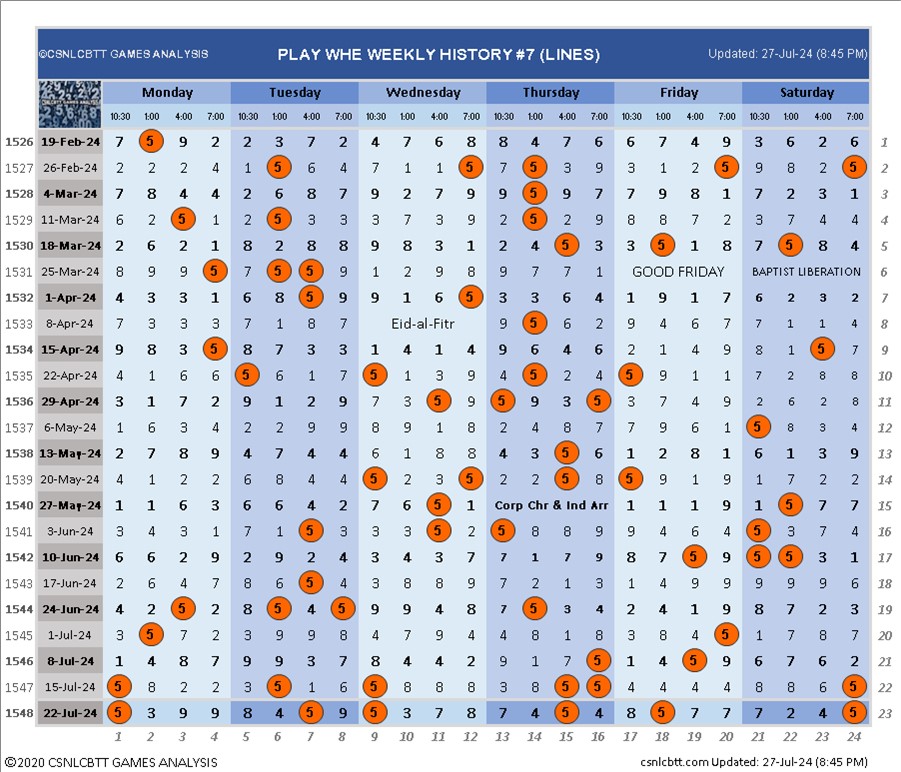 ©CSNLCBTT GAMES ANALYSIS PLAY WHE WEEKLY HISTORY #7 (LINES) Updated: 27-Jul-24 (8:45 PM)
Monday Tuesday Wednesday Thursday Friday Saturday
10:30 1:00 4:00 7:00 10:30 1:00 4:00 7:00 10:30 1:00 4:00 7:00 10:30 1:00 4:00 7:00 10:30 1:00 4:00 7:00 10:30 1:00 4:00 7:00
1526 19-Feb-24 7 5 9 2 2 3 7 2 4 7 6 8 8 4 7 6 6 7 4 9 3 6 2 6 1
1527 26-Feb-24 2 2 2 4 1 5 6 4 7 1 1 5 7 5 3 9 3 1 2 5 9 8 2 5 2
1528 4-Mar-24 7 8 4 4 2 6 8 7 9 2 7 9 9 5 9 7 7 9 8 1 7 2 3 1 3
1529 11-Mar-24 6 2 5 1 2 5 3 3 3 7 3 9 2 5 2 9 8 8 7 2 3 7 4 4 4
1530 18-Mar-24 2 6 2 1 8 2 8 8 9 8 3 1 2 4 5 3 3 5 1 8 7 5 8 4 5
1531 25-Mar-24 8 9 9 5 7 5 5 9 1 2 9 8 9 7 7 1 GOOD FRIDAY BAPTIST LIBERATION 6
1532 1-Apr-24 4 3 3 1 6 8 5 9 9 1 6 5 3 3 6 4 1 9 1 7 6 2 3 2 7
1533 8-Apr-24 7 3 3 3 7 1 8 7 Eid-al-Fitr 9 5 6 2 9 4 6 7 7 1 1 4 8
1534 15-Apr-24 9 8 3 5 8 7 3 3 1 4 1 4 9 6 4 6 2 1 4 9 8 1 5 7 9
1535 22-Apr-24 4 1 6 6 5 6 1 7 5 1 3 9 4 5 2 4 5 9 1 1 7 2 8 8 10
1536 29-Apr-24 3 1 7 2 9 1 2 9 7 3 5 9 5 9 3 5 3 7 4 9 2 6 2 8 11
1537 6-May-24 1 6 3 4 2 2 9 9 8 9 1 8 2 4 8 7 7 9 6 1 5 8 3 4 12
1538 13-May-24 2 7 8 9 4 7 4 4 6 1 8 8 3 4 5 6 1 2 8 1 6 1 3 9 13
1539 20-May-24 4 1 2 2 6 8 4 4 5 2 3 5 2 2 5 7 5 9 1 9 1 7 2 1 14
1540 27-May-24 1 1 6 3 6 6 4 2 7 6 5 1 Corp Chr & Ind Arr 1 1 1 9 1 5 7 7 15
1541 3-Jun-24 3 4 3 1 7 1 5 3 3 2 5 2 5 8 8 9 9 4 6 4 5 3 7 4 16
1542 10-Jun-24 6 6 2 9 2 9 2 4 3 4 3 7 7 1 7 9 8 7 5 9 5 5 3 1 17
1543 17-Jun-24 2 6 4 7 8 6 5 4 3 8 8 9 7 2 1 3 1 4 9 9 9 9 9 6 18
1544 24-Jun-24 4 2 5 2 8 5 4 5 9 9 4 8 7 5 3 4 2 4 1 9 8 7 2 3 19
1545 1-Jul-24 3 5 7 2 3 9 9 8 4 7 9 4 4 8 1 8 3 8 4 5 1 7 8 7 20
1546 8-Jul-24 1 4 8 7 9 9 3 7 8 4 4 2 9 1 7 5 1 4 5 9 6 7 6 2 21
1547 15-Jul-24 5 8 2 2 3 5 1 6 5 8 8 8 3 8 5 5 4 4 4 4 8 8 6 5 22
1548 22-Jul-24 5 3 9 9 8 4 5 9 5 3 7 8 7 4 5 4 8 5 7 7 7 2 4 5 23
1 2 3 4 5 6 7 8 9 10 11 12 13 14 15 16 17 18 19 20 21 22 23 24
©2020 CSNLCBTT GAMES ANALYSIS csnlcbtt.com Updated: 27-Jul-24 (8:45 PM)